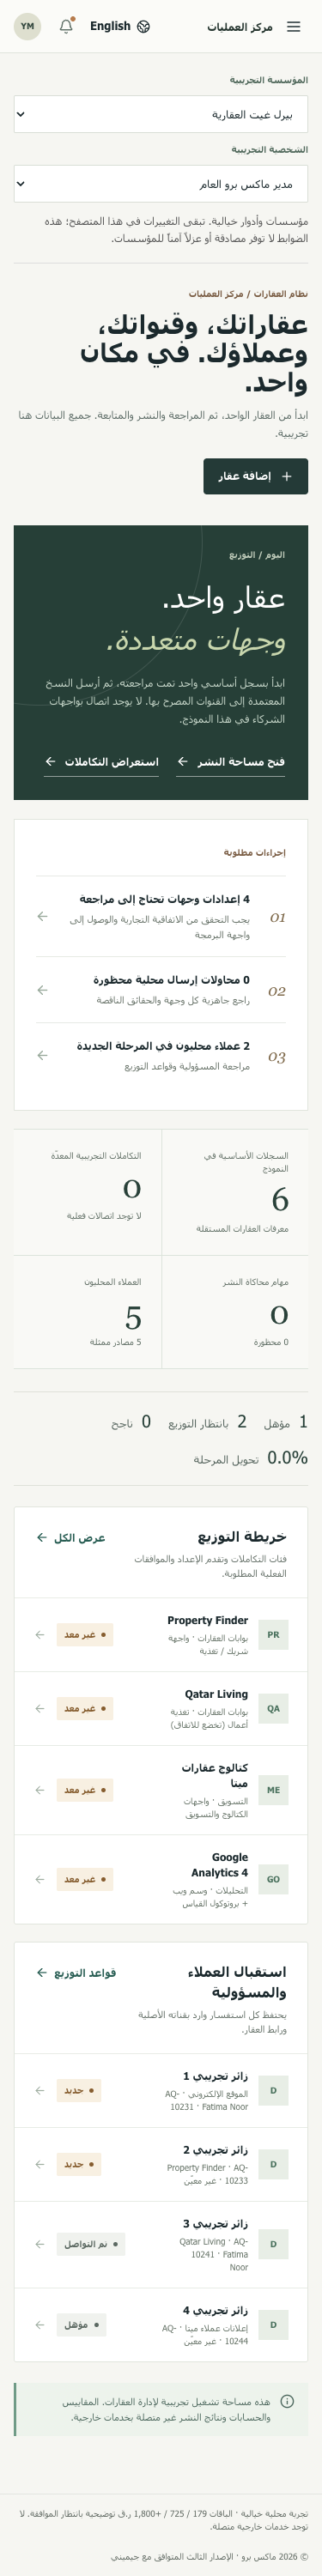 مركز العمليات
English
YM
المؤسسة التجريبية
بيرل غيت العقارية
الشخصية التجريبية
مدير ماكس برو العام
مؤسسات وأدوار خيالية. تبقى التغييرات في هذا المتصفح؛ هذه
الضوابط لا توفر مصادقة أو عزلاً آمناً للمؤسسات.
نظام العقارات / مركز العمليات
عقاراتك، وقنواتك،
وعملاؤك. في مكان
واحد.
ابدأ من العقار الواحد، ثم المراجعة والنشر والمتابعة. جميع البيانات هنا
تجريبية.
+ إضافة عقار
اليوم / التوزيع
عقار واحد.
وجهات متعددة.
ابدأ بسجل أساسي واحد تمت مراجعته، ثم أرسل النسخ
المعتمدة إلى القنوات المصرح بها. لا يوجد اتصال بواجهات
الشركاء في هذا النموذج.
فتح مساحة النشر ←
استعراض التكاملات ←
إجراءات مطلوبة
01
4 إعدادات وجهات تحتاج إلى مراجعة
يجب التحقق من الاتفاقية التجارية والوصول إلى
واجهة البرمجة
02
0 محاولات إرسال محلية محظورة
راجع جاهزية كل وجهة والحقائق الناقصة
03
2 عملاء محليون في المرحلة الجديدة
مراجعة المسؤولية وقواعد التوزيع
السجلات الأساسية في
النموذج
6
معرفات العقارات المستقلة
التكاملات التجريبية المعدّة
0
لا توجد اتصالات فعلية
مهام محاكاة النشر
0
0 محظورة
العملاء المحليون
5
5 مصادر ممثلة
1 مؤهل 2 بانتظار التوزيع 0 ناجح
0.0% تحويل المرحلة
خريطة التوزيع
عرض الكل ←
فئات التكاملات وتقدم الإعداد والموافقات
الفعلية المطلوبة.
PR
Property Finder
بوابات العقارات · واجهة
شريك / تغذية
غير معد
QA
Qatar Living
بوابات العقارات · تغذية
أعمال (تخضع للاتفاق)
غير معد
ME
كتالوج عقارات
ميتا
التسويق · واجهات
الكتالوج والتسويق
غير معد
GO
Google
Analytics 4
التحليلات · وسم ويب
+ بروتوكول القياس
غير معد
استقبال العملاء
والمسؤولية
قواعد التوزيع ←
يحتفظ كل استفسار وارد بقناته الأصلية
ورابط العقار.
D
زائر تجريبي 1
الموقع الإلكتروني · AQ-
10231 · Fatima Noor
جديد
D
زائر تجريبي 2
Property Finder · AQ-
10233 · غير معيّن
جديد
D
زائر تجريبي 3
Qatar Living · AQ-
10241 · Fatima
Noor
تم التواصل
D
زائر تجريبي 4
إعلانات عملاء ميتا · AQ-
10244 · غير معيّن
مؤهل
هذه مساحة تشغيل تجريبية لإدارة العقارات. المقاييس
والحسابات ونتائج النشر غير متصلة بخدمات خارجية.
تجربة محلية خيالية · الباقات 179 / 725 / +1,800 ر.ق توضيحية بانتظار الموافقة. لا
توجد خدمات خارجية متصلة.
© 2026 ماكس برو · الإصدار الثالث المتوافق مع جيميني